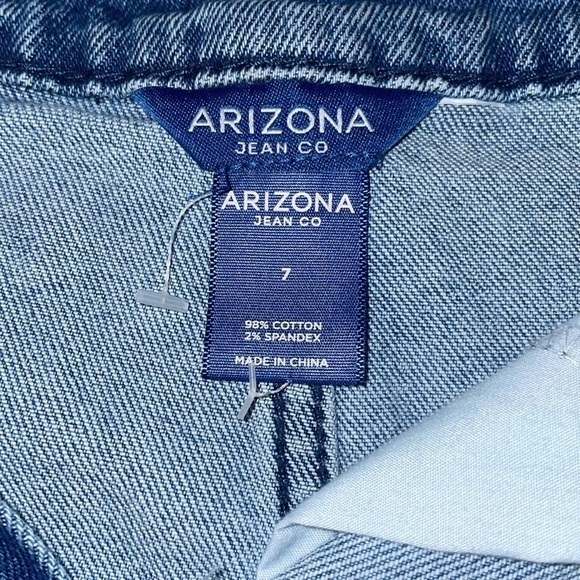 ARIZONA
JEAN CO
ARIZONA
JEAN CO
7
98% COTTON
2% SPANDEX
MADE IN CHINA